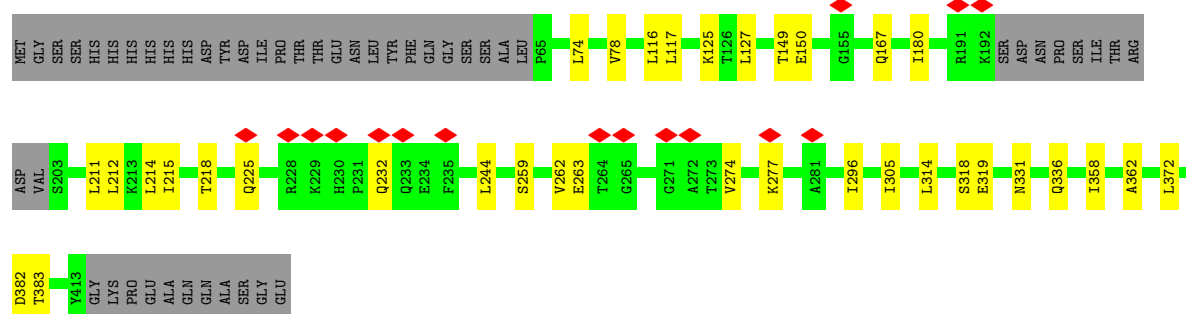 MET GLY SER SER HIS HIS HIS HIS HIS HIS ASP TYR ASP ILE PRO THR THR GLU ASN LEU TYR PHE GLN GLY SER SER ALA LEU P65 L74 V78 L116 L117 K125 T126 L127 T149 E150 G155 Q167 I180 R191 K192 SER ASP ASN PRO SER ILE THR ARG
ASP VAL S203 L211 L212 K213 L214 I215 T218 Q225 R228 K229 H230 P231 Q232 Q233 E234 F235 L244 S259 V262 E263 T264 G265 G271 A272 T273 V274 K277 A281 I296 I305 L314 S318 E319 N331 Q336 I358 A362 L372
D382 T383 Y413 GLY LYS PRO GLU ALA GLN GLN ALA SER GLY GLU